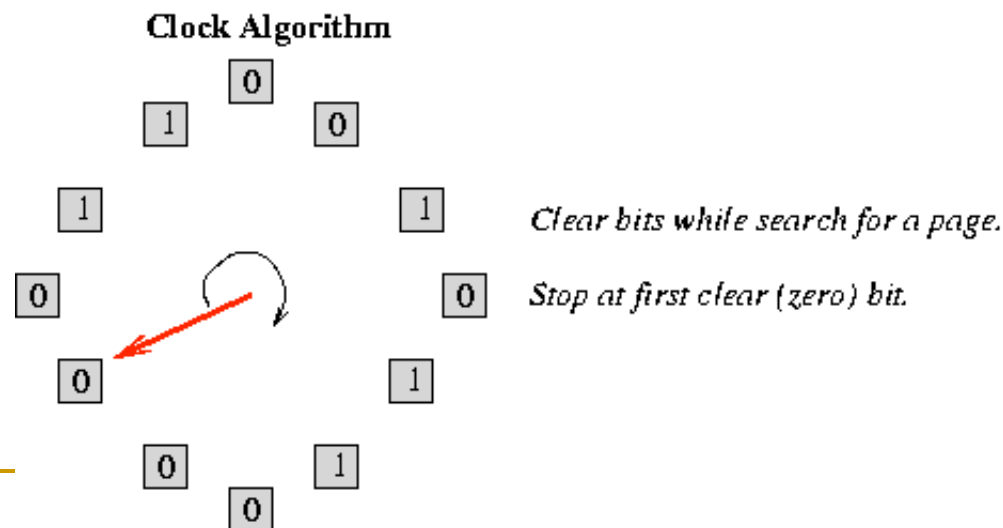 Clock Algorithm
0
1 0
1 1
Clear bits while search for a page.
0 0
Stop at first clear (zero) bit.
0 1
0 1
0